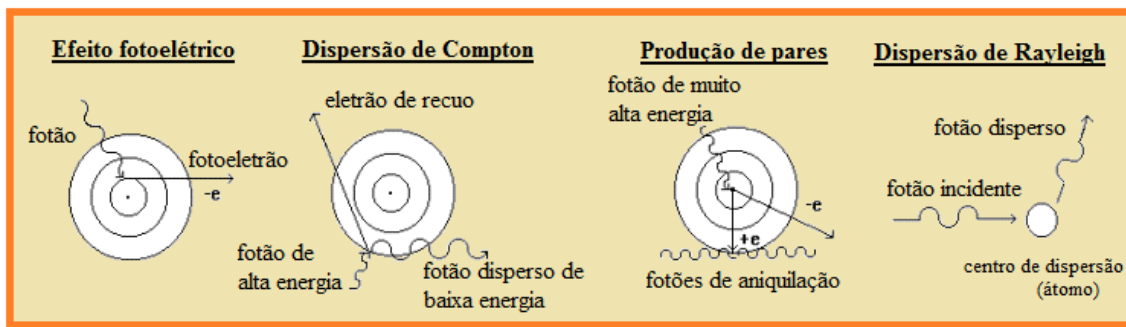 Efeito fotoelétrico
fotão
fotoeletrão
-e
Dispersão de Compton
eletrão de recuo
fotão de
alta energia
fotão disperso de
baixa energia
Produção de pares
fotão de muito
alta energia
-e
+e
fotões de aniquilação
Dispersão de Rayleigh
fotão disperso
fotão incidente
centro de dispersão
(átomo)